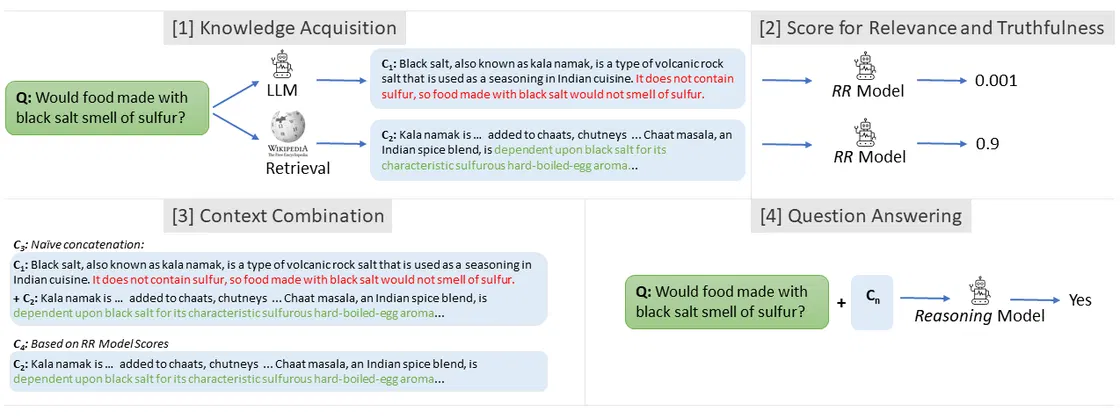 [1] Knowledge Acquisition
Q: Would food made with
black salt smell of sulfur?
LLM
WIKIPEDIA
The Free Encyclopedia
Retrieval
C1: Black salt, also known as kala namak, is a type of volcanic rock
salt that is used as a seasoning in Indian cuisine. It does not contain
sulfur, so food made with black salt would not smell of sulfur.
C2: Kala namak is ... added to chaats, chutneys ... Chaat masala, an
Indian spice blend, is dependent upon black salt for its
characteristic sulfurous hard-boiled-egg aroma...
[2] Score for Relevance and Truthfulness
RR Model
0.001
RR Model
0.9
[3] Context Combination
C3: Naïve concatenation:
C1: Black salt, also known as kala namak, is a type of volcanic rock salt that is used as a seasoning in
Indian cuisine. It does not contain sulfur, so food made with black salt would not smell of sulfur.
+ C2: Kala namak is ... added to chaats, chutneys ... Chaat masala, an Indian spice blend, is
dependent upon black salt for its characteristic sulfurous hard-boiled-egg aroma...
C4: Based on RR Model Scores
C2: Kala namak is ... added to chaats, chutneys ... Chaat masala, an Indian spice blend, is
dependent upon black salt for its characteristic sulfurous hard-boiled-egg aroma...
[4] Question Answering
Q: Would food made with
black salt smell of sulfur?
+
Cn
Reasoning Model
Yes